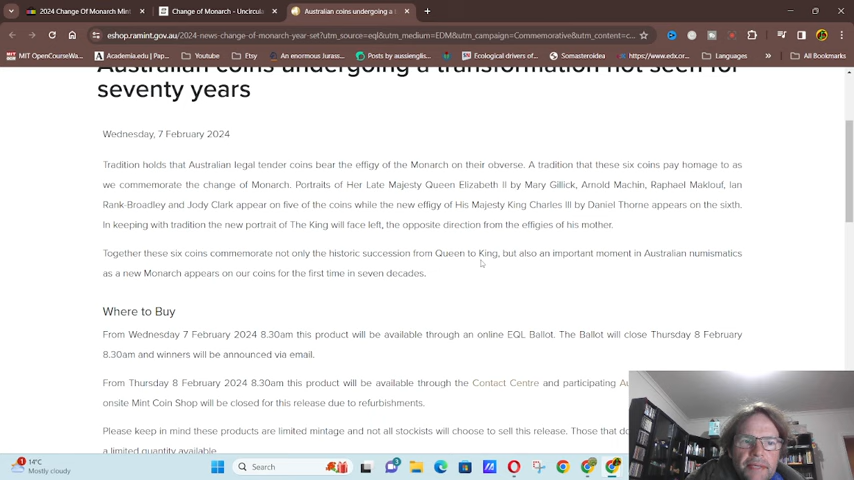 2024 Change Of Monarch Mint
Change of Monarch - Uncircula
Australian coins undergoing a
eshop.ramint.gov.au/2024-news-change-of-monarch-year-set?utm_source=eql&utm_medium=EDM&utm_campaign=Commemorative&utm_content=c...
MIT OpenCourseWa...
Academia.edu | Pap...
YouTube
Etsy
An enormous Jurass...
Posts by aussienglis...
Ecological drivers of...
Somasteroidea
https://www.edx.org...
Languages
»
All Bookmarks
Australian coins undergoing a transformation not seen for
seventy years
Wednesday, 7 February 2024
Tradition holds that Australian legal tender coins bear the effigy of the Monarch on their obverse. A tradition that these six coins pay homage to as
we commemorate the change of Monarch. Portraits of Her Late Majesty Queen Elizabeth II by Mary Gillick, Arnold Machin, Raphael Maklouf, Ian
Rank-Broadley and Jody Clark appear on five of the coins while the new effigy of His Majesty King Charles III by Daniel Thorne appears on the sixth.
In keeping with tradition the new portrait of The King will face left, the opposite direction from the effigies of his mother.
Together these six coins commemorate not only the historic succession from Queen to King, but also an important moment in Australian numismatics
as a new Monarch appears on our coins for the first time in seven decades.
Where to Buy
From Wednesday 7 February 2024 8.30am this product will be available through an online EQL Ballot. The Ballot will close Thursday 8 February
8.30am and winners will be announced via email.
From Thursday 8 February 2024 8.30am this product will be available through the Contact Centre and participating Au
onsite Mint Coin Shop will be closed for this release due to refurbishments.
Please keep in mind these products are limited mintage and not all stockists will choose to sell this release. Those that do
a limited quantity available
14°C
Mostly cloudy
Search